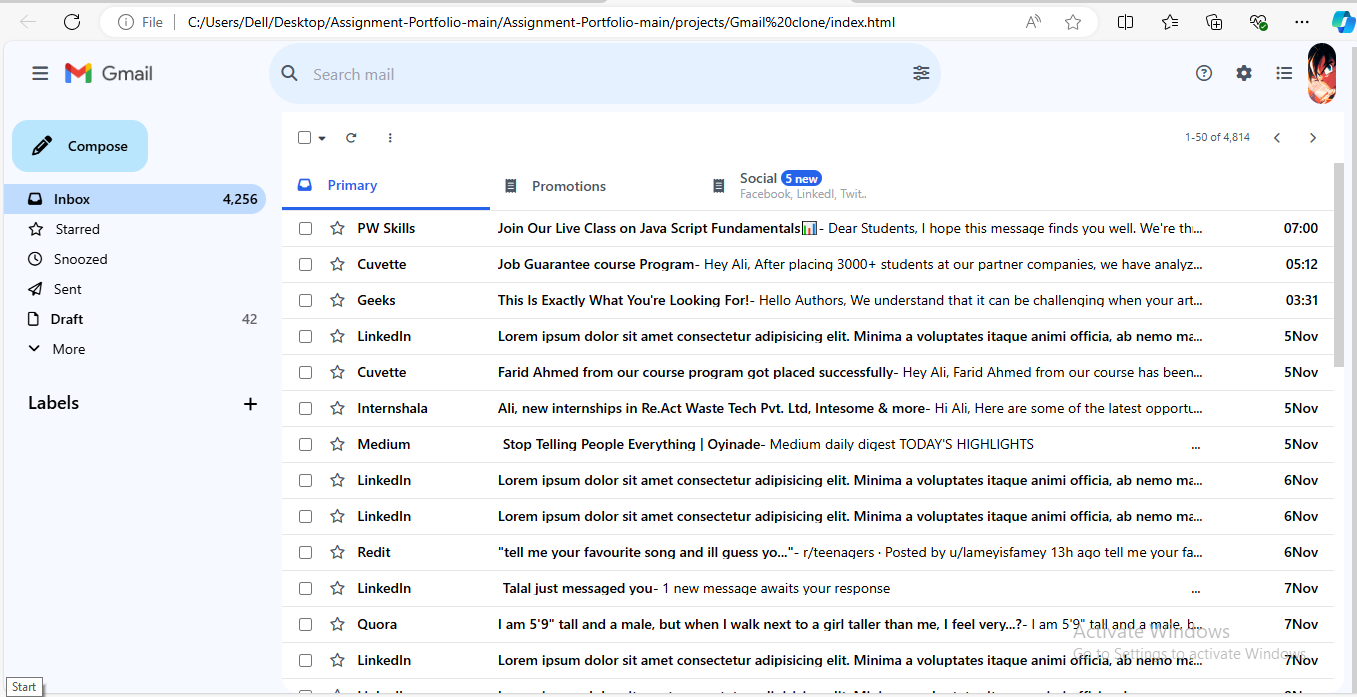 File C:/Users/Dell/Desktop/Assignment-Portfolio-main/Assignment-Portfolio-main/projects/Gmail%20clone/index.html
Gmail
Search mail
Compose
1-50 of 4,814
Inbox 4,256
Starred
Snoozed
Sent
Draft 42
More
Labels
Primary
Promotions
Social 5 new
Facebook, LinkedI, Twit..
PW Skills Join Our Live Class on Java Script Fundamentals📊- Dear Students, I hope this message finds you well. We're th... 07:00
Cuvette Job Guarantee course Program- Hey Ali, After placing 3000+ students at our partner companies, we have analyz... 05:12
Geeks This Is Exactly What You're Looking For!- Hello Authors, We understand that it can be challenging when your art... 03:31
LinkedIn Lorem ipsum dolor sit amet consectetur adipisicing elit. Minima a voluptates itaque animi officia, ab nemo ma... 5Nov
Cuvette Farid Ahmed from our course program got placed successfully- Hey Ali, Farid Ahmed from our course has been... 5Nov
Internshala Ali, new internships in Re.Act Waste Tech Pvt. Ltd, Intesome & more- Hi Ali, Here are some of the latest opportu... 5Nov
Medium Stop Telling People Everything | Oyinade- Medium daily digest TODAY'S HIGHLIGHTS ... 5Nov
LinkedIn Lorem ipsum dolor sit amet consectetur adipisicing elit. Minima a voluptates itaque animi officia, ab nemo ma... 6Nov
LinkedIn Lorem ipsum dolor sit amet consectetur adipisicing elit. Minima a voluptates itaque animi officia, ab nemo ma... 6Nov
Redit "tell me your favourite song and ill guess yo..."- r/teenagers · Posted by u/lameyisfamey 13h ago tell me your fa... 6Nov
LinkedIn Talal just messaged you- 1 new message awaits your response ... 7Nov
Quora I am 5'9" tall and a male, but when I walk next to a girl taller than me, I feel very...?- I am 5'9" tall and a male, b... 7Nov
LinkedIn Lorem ipsum dolor sit amet consectetur adipisicing elit. Minima a voluptates itaque animi officia, ab nemo ma... 7Nov
Activate Windows
Go to Settings to activate Windows.
Start